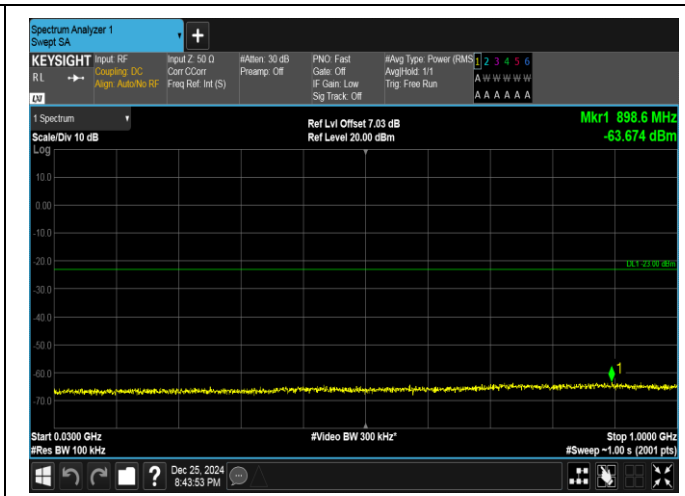 Spectrum Analyzer 1
Swept SA
+
KEYSIGHT
RL
LXI
Input: RF
Coupling: DC
Align: Auto/No RF
Input Z: 50 Ω
Corr CCorr
Freq Ref: Int (S)
#Atten: 30 dB
Preamp: Off
PNO: Fast
Gate: Off
IF Gain: Low
Sig Track: Off
#Avg Type: Power (RMS
Avg|Hold: 1/1
Trig: Free Run
1 2 3 4 5 6
A W W W W W
A A A A A A
1 Spectrum
Scale/Div 10 dB
Log
Ref Lvl Offset 7.03 dB
Ref Level 20.00 dBm
Mkr1 898.6 MHz
-63.674 dBm
10.0
0.00
-10.0
-20.0
DL1 -23.00 dBm
-30.0
-40.0
-50.0
-60.0
1
-70.0
Start 0.0300 GHz
#Res BW 100 kHz
#Video BW 300 kHz*
Stop 1.0000 GHz
#Sweep ~1.00 s (2001 pts)
?
Dec 25, 2024
8:43:53 PM